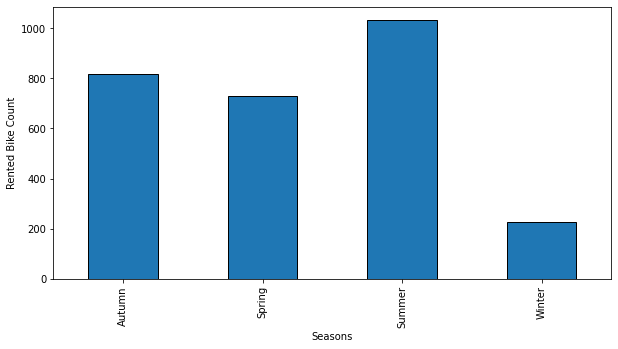 1000
800
600
400
200
0
Rented Bike Count
Autumn
Spring
Summer
Winter
Seasons